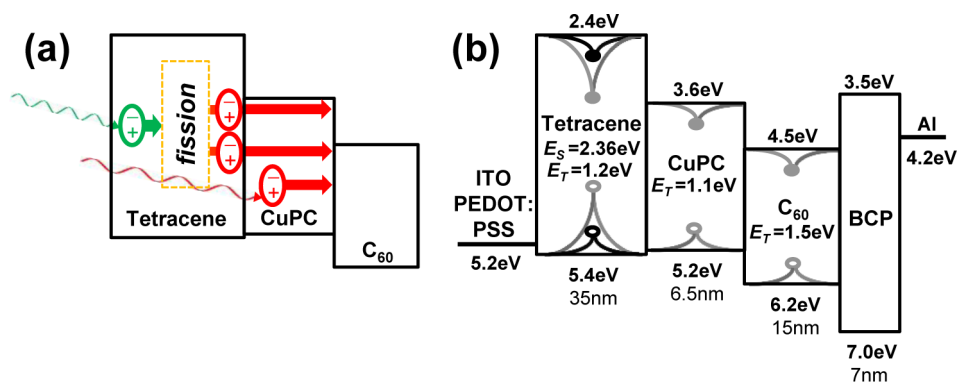 (a)
fission
− +
− +
− +
− +
Tetracene
CuPC
C60
(b)
2.4eV
3.6eV
3.5eV
4.5eV
Al
4.2eV
Tetracene
ES=2.36eV
ET=1.2eV
CuPC
ET=1.1eV
C60
ET=1.5eV
BCP
ITO
PEDOT:
PSS
5.2eV
5.4eV
35nm
5.2eV
6.5nm
6.2eV
15nm
7.0eV
7nm